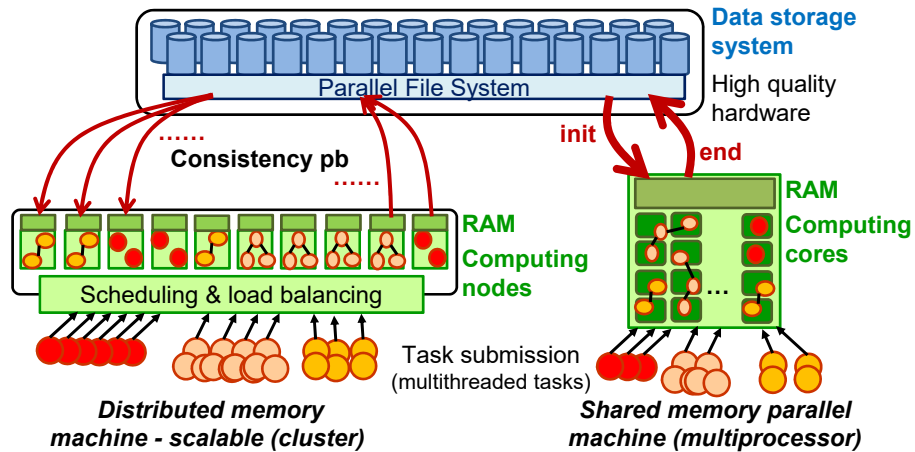 Data storage
system
Parallel File System
High quality
hardware
init
end
......
Consistency pb
......
RAM
Computing
nodes
Scheduling & load balancing
RAM
Computing
cores
...
Task submission
(multithreaded tasks)
Distributed memory
machine - scalable (cluster)
Shared memory parallel
machine (multiprocessor)